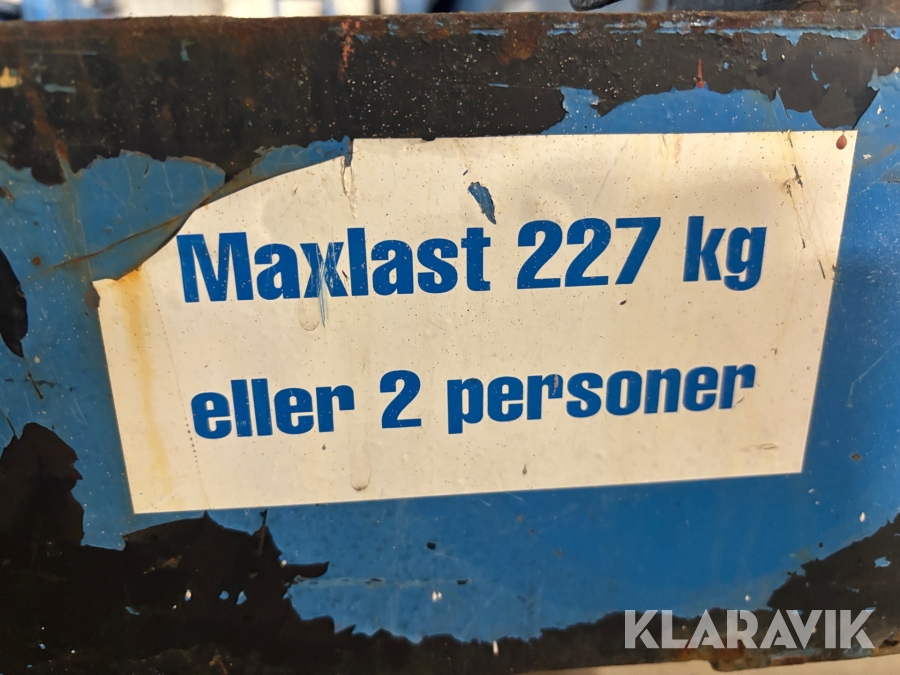 Maxlast 227 kg
eller 2 personer
KLARAVIK